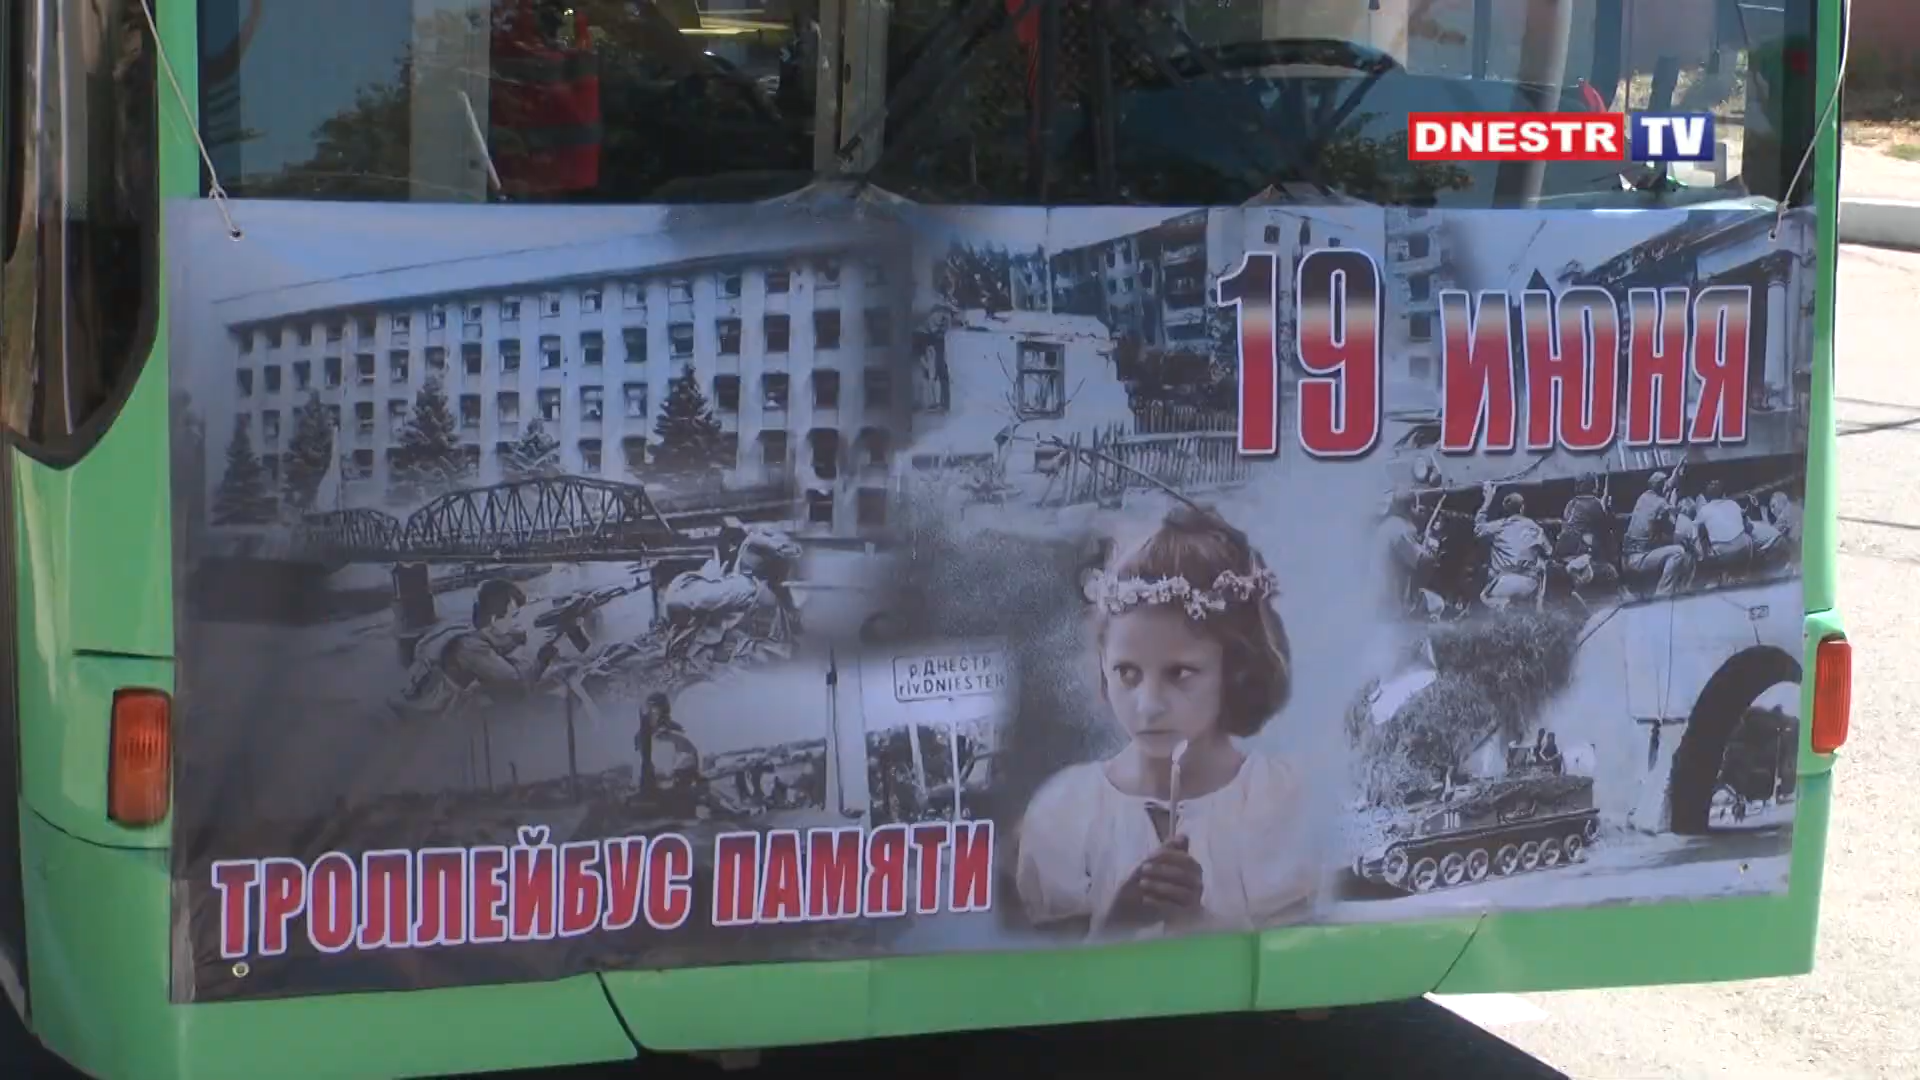 DNESTR TV
19 ИЮНЯ
р.ДНЕСТР
riv.DNIESTER
ТРОЛЛЕЙБУС ПАМЯТИ